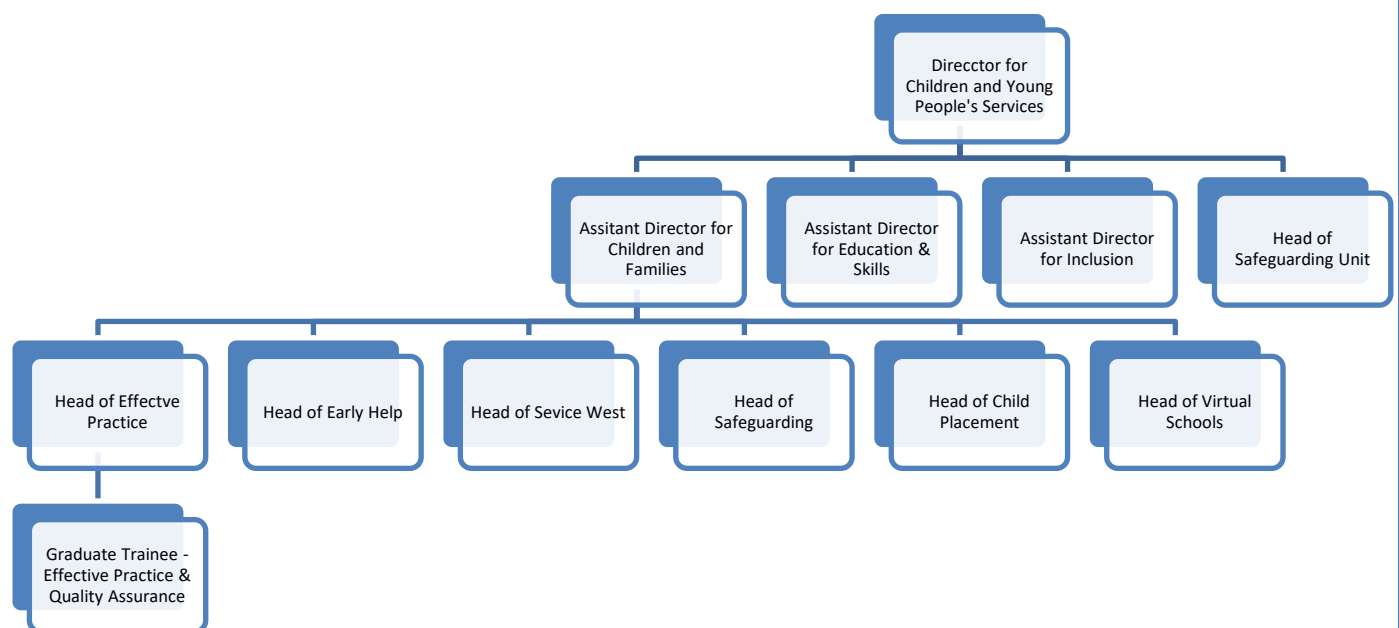 Direcctor for
Children and Young
People's Services
Assitant Director for
Children and
Families
Assistant Director
for Education &
Skills
Assistant Director
for Inclusion
Head of
Safeguarding Unit
Head of Effectve
Practice
Head of Early Help
Head of Sevice West
Head of
Safeguarding
Head of Child
Placement
Head of Virtual
Schools
Graduate Trainee -
Effective Practice &
Quality Assurance